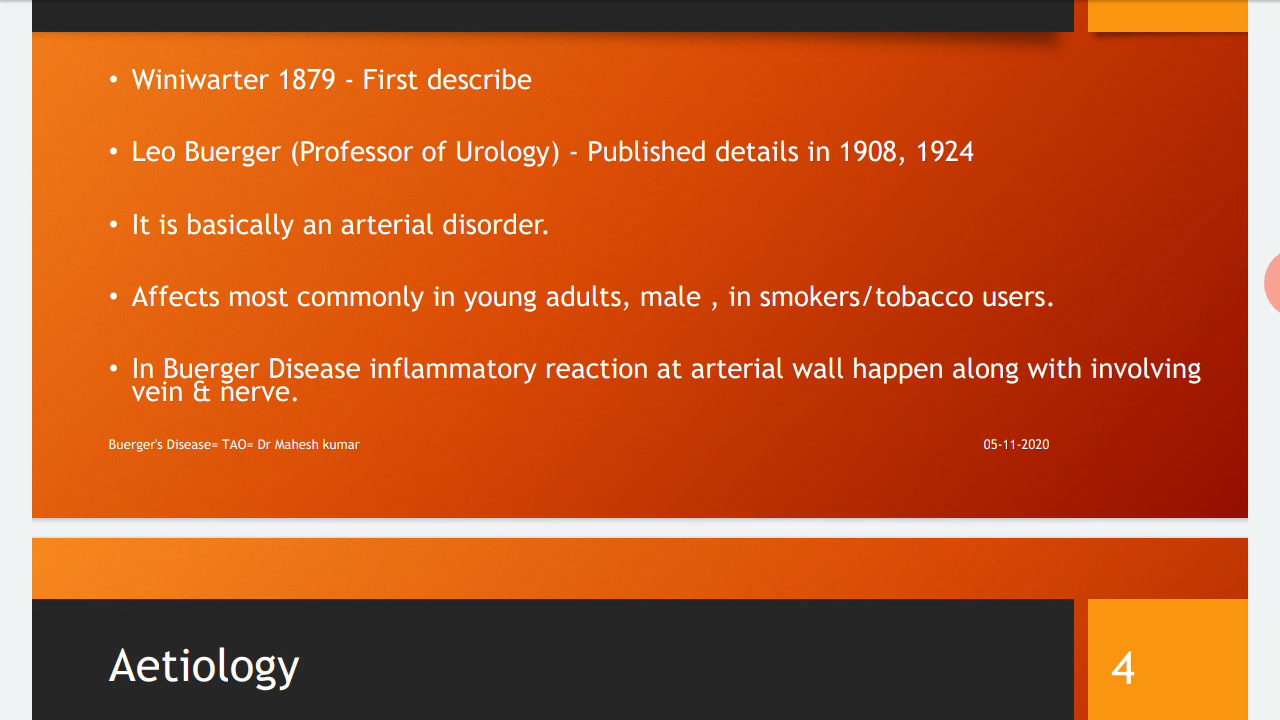 • Winiwarter 1879 - First describe
• Leo Buerger (Professor of Urology) - Published details in 1908, 1924
• It is basically an arterial disorder.
• Affects most commonly in young adults, male , in smokers/tobacco users.
• In Buerger Disease inflammatory reaction at arterial wall happen along with involving
vein & nerve.
Buerger's Disease= TAO= Dr Mahesh kumar
05-11-2020
Aetiology
4